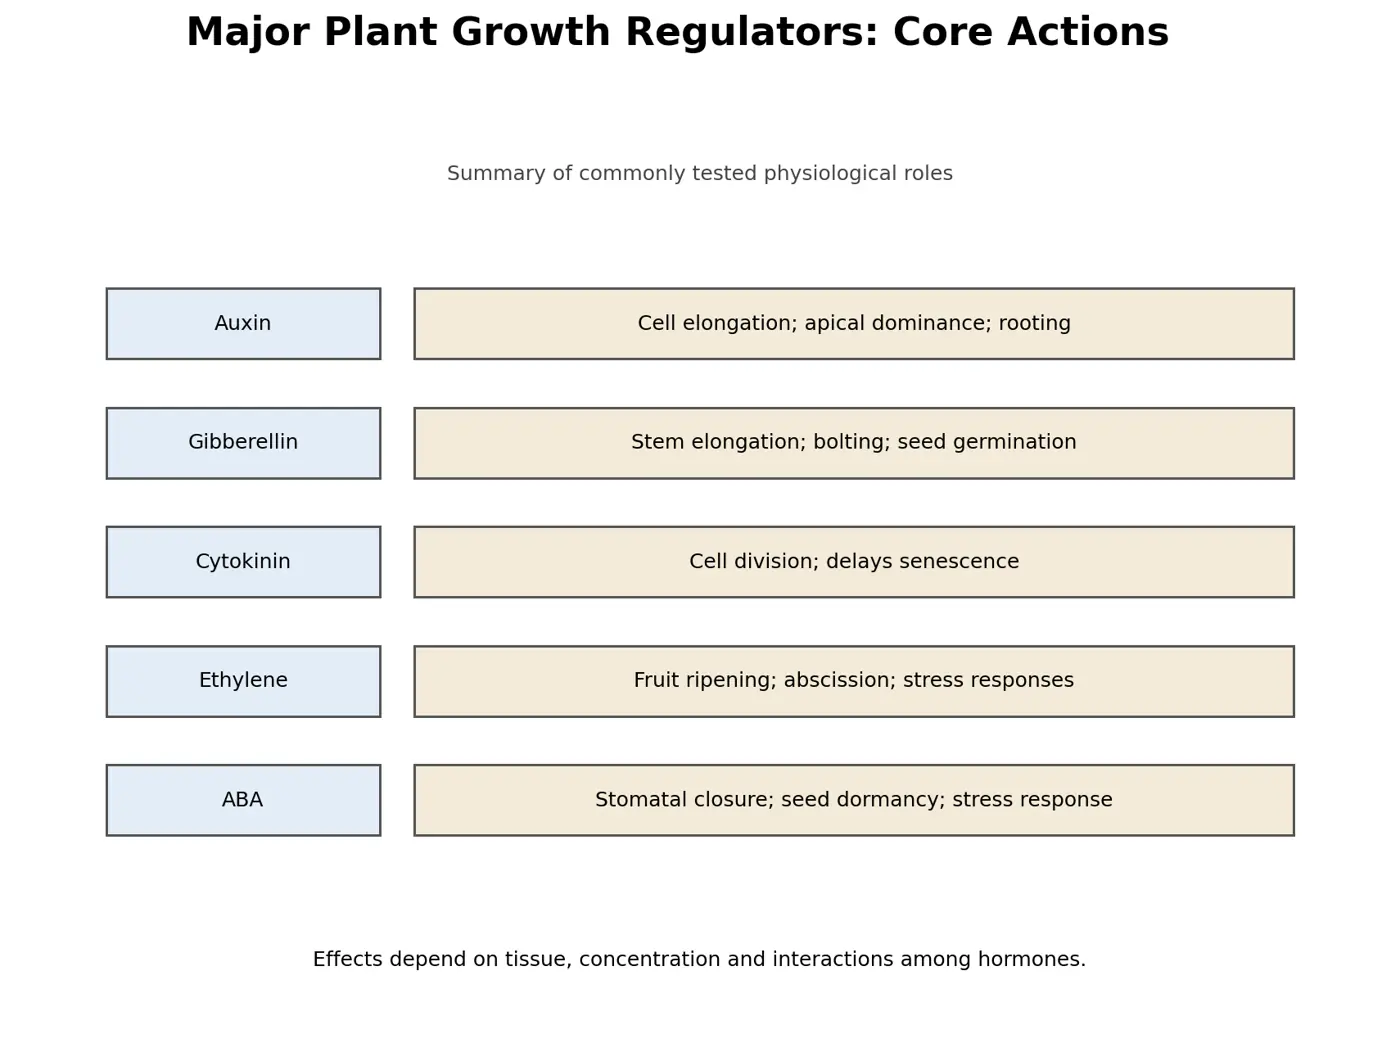 Major Plant Growth Regulators: Core Actions
Summary of commonly tested physiological roles
Auxin
Cell elongation; apical dominance; rooting
Gibberellin
Stem elongation; bolting; seed germination
Cytokinin
Cell division; delays senescence
Ethylene
Fruit ripening; abscission; stress responses
ABA
Stomatal closure; seed dormancy; stress response
Effects depend on tissue, concentration and interactions among hormones.